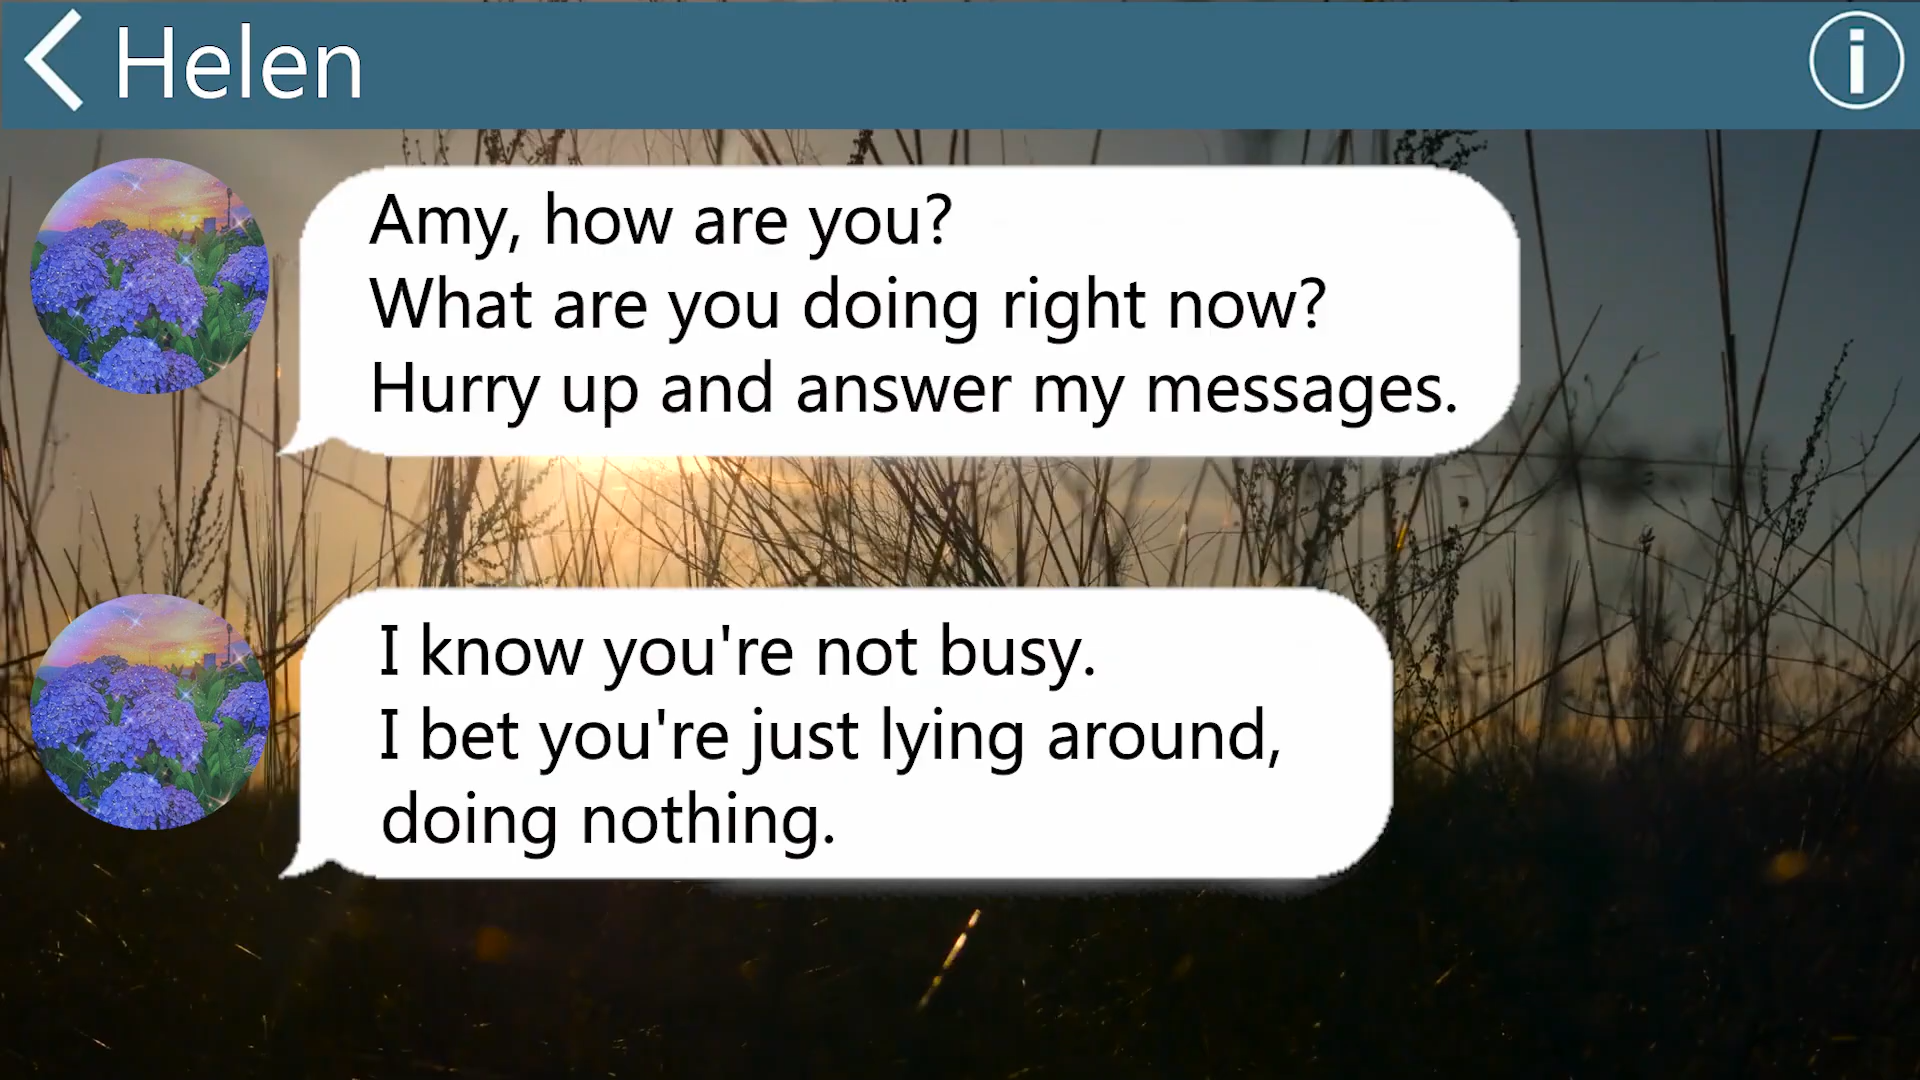 Helen
Amy, how are you?
What are you doing right now?
Hurry up and answer my messages.
I know you're not busy.
I bet you're just lying around,
doing nothing.